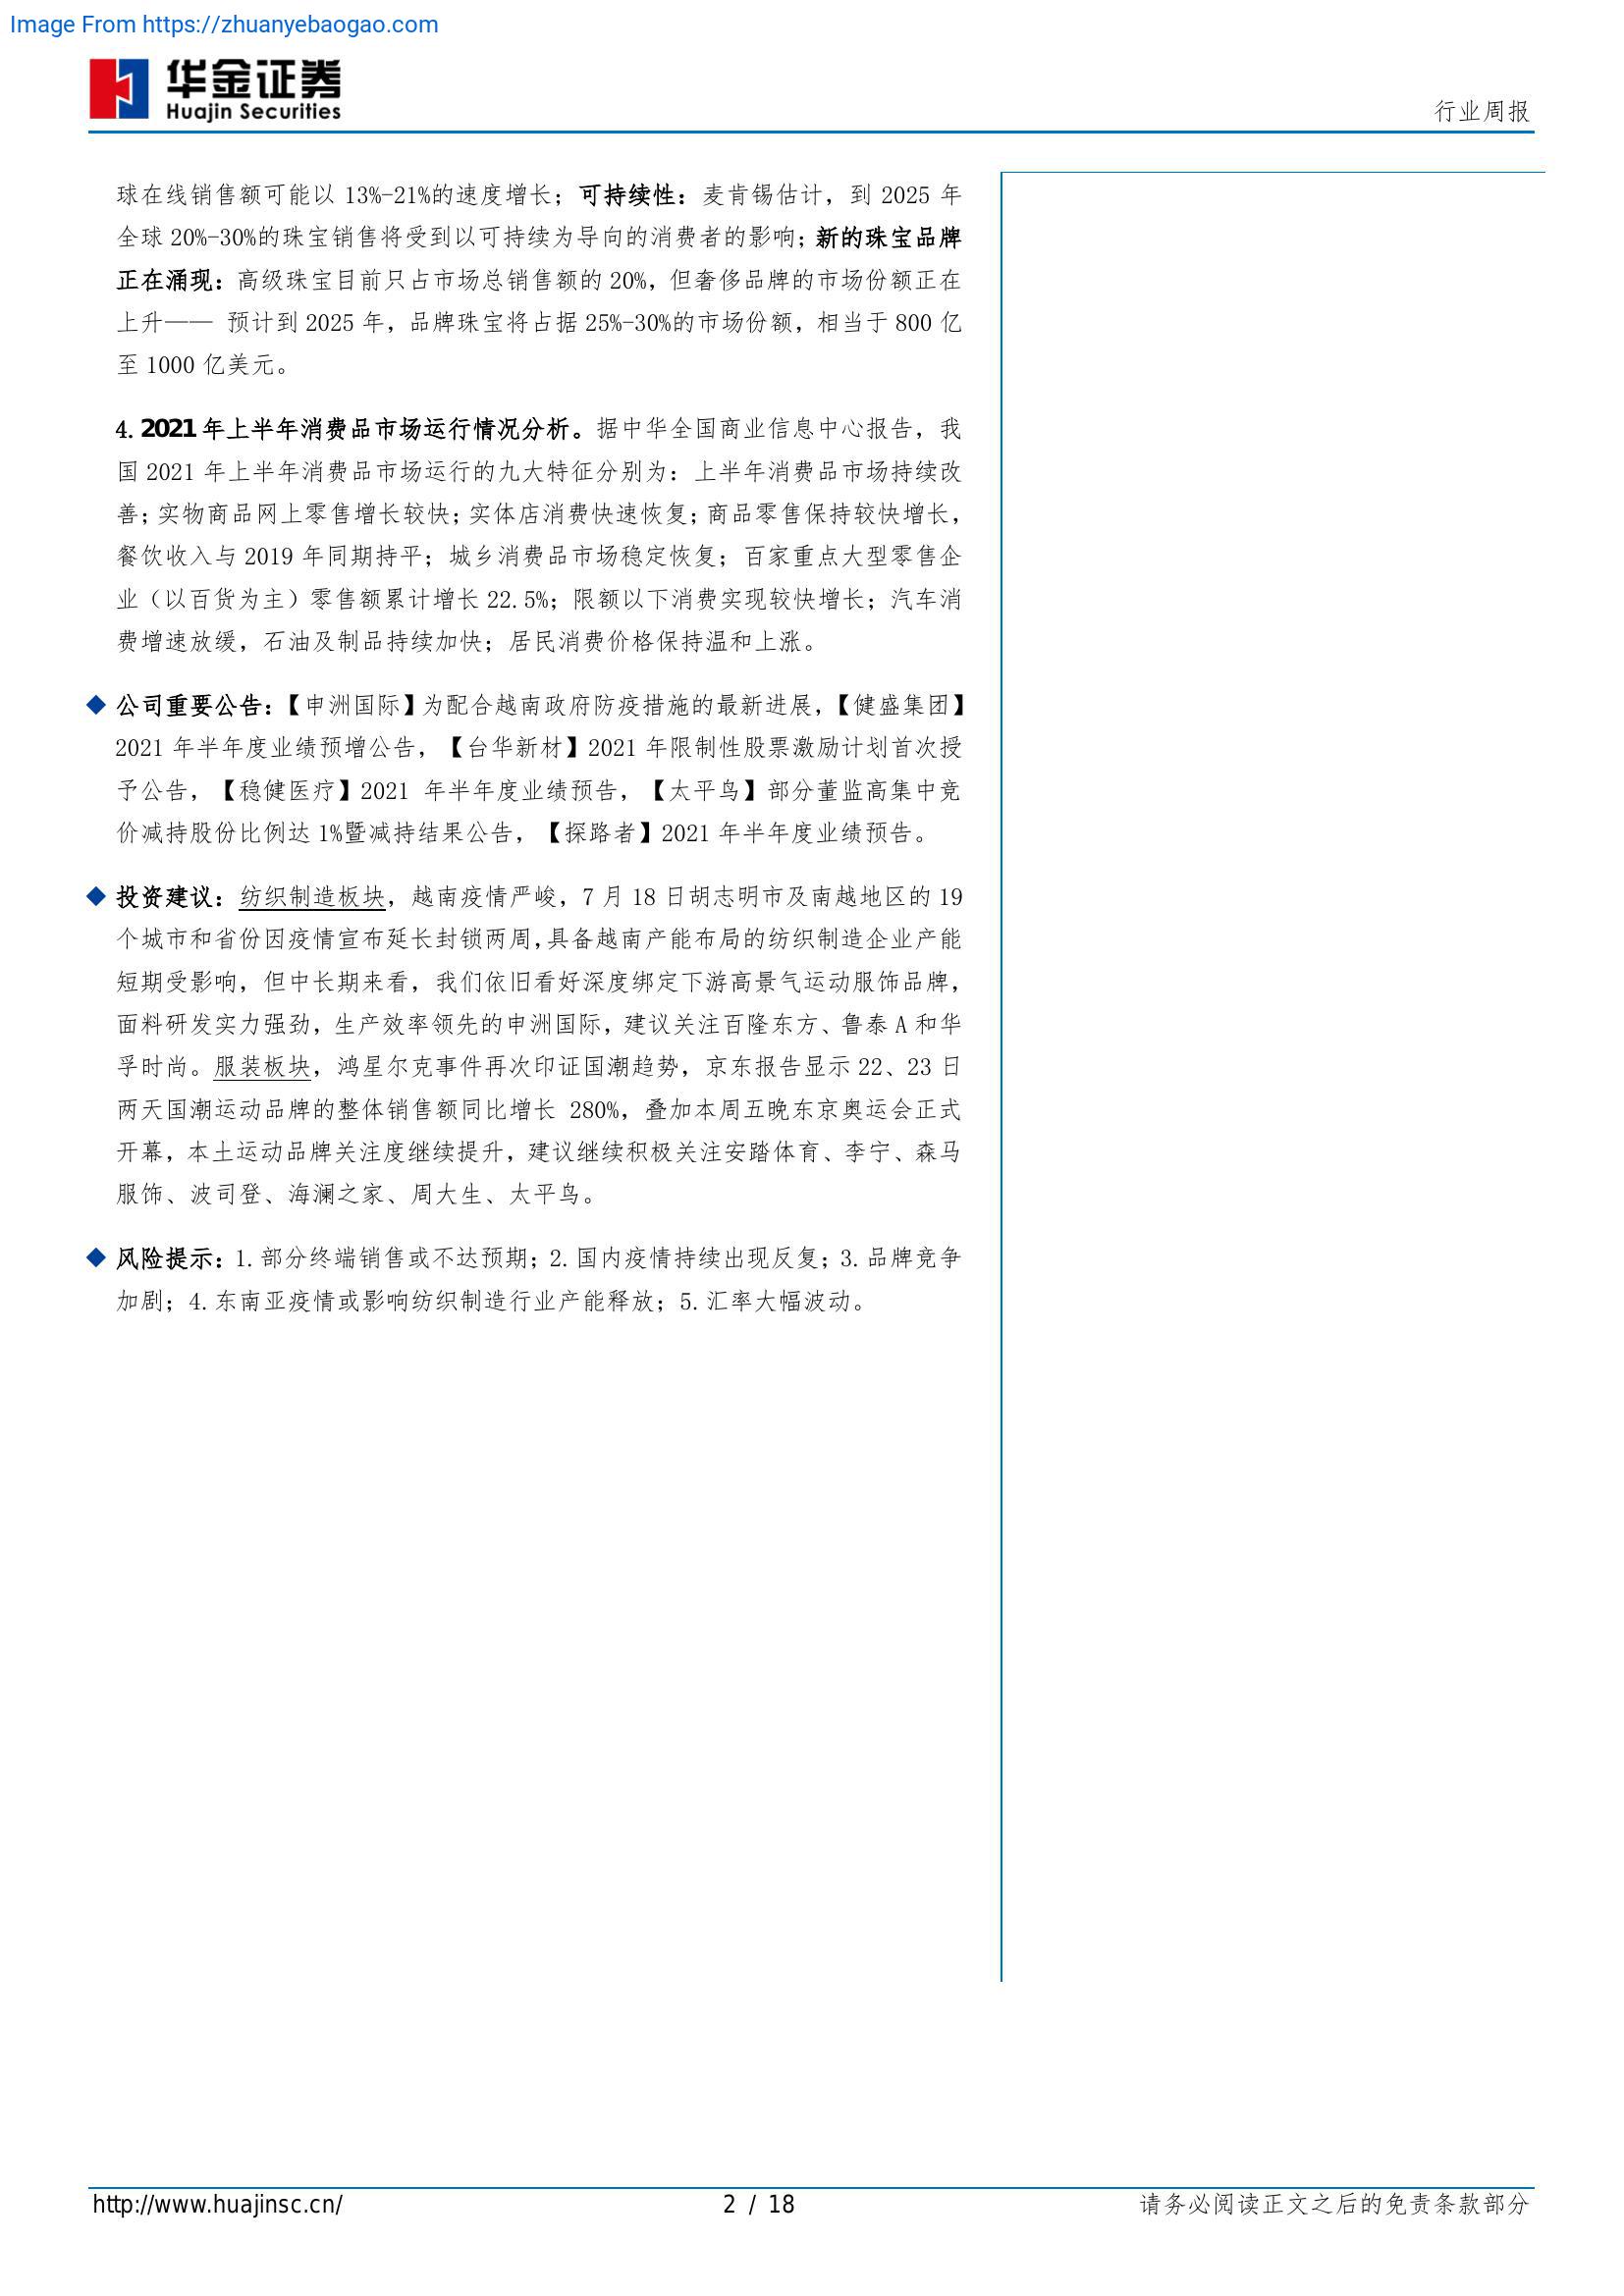 Image From https://zhuanyebaogao.com
华金证券
Huajin Securities
行业周报
球在线销售额可能以 13%-21%的速度增长；可持续性：麦肯锡估计，到 2025 年
全球 20%-30%的珠宝销售将受到以可持续为导向的消费者的影响；新的珠宝品牌
正在涌现：高级珠宝目前只占市场总销售额的 20%，但奢侈品牌的市场份额正在
上升—— 预计到 2025 年，品牌珠宝将占据 25%-30%的市场份额，相当于 800 亿
至 1000 亿美元。
4. 2021 年上半年消费品市场运行情况分析。据中华全国商业信息中心报告，我
国 2021 年上半年消费品市场运行的九大特征分别为：上半年消费品市场持续改
善；实物商品网上零售增长较快；实体店消费快速恢复；商品零售保持较快增长，
餐饮收入与 2019 年同期持平；城乡消费品市场稳定恢复；百家重点大型零售企
业（以百货为主）零售额累计增长 22.5%；限额以下消费实现较快增长；汽车消
费增速放缓，石油及制品持续加快；居民消费价格保持温和上涨。
◆ 公司重要公告：【申洲国际】为配合越南政府防疫措施的最新进展，【健盛集团】
2021 年半年度业绩预增公告，【台华新材】2021 年限制性股票激励计划首次授
予公告，【稳健医疗】2021 年半年度业绩预告，【太平鸟】部分董监高集中竞
价减持股份比例达 1%暨减持结果公告，【探路者】2021 年半年度业绩预告。
◆ 投资建议：纺织制造板块，越南疫情严峻，7 月 18 日胡志明市及南越地区的 19
个城市和省份因疫情宣布延长封锁两周，具备越南产能布局的纺织制造企业产能
短期受影响，但中长期来看，我们依旧看好深度绑定下游高景气运动服饰品牌，
面料研发实力强劲，生产效率领先的申洲国际，建议关注百隆东方、鲁泰 A 和华
孚时尚。服装板块，鸿星尔克事件再次印证国潮趋势，京东报告显示 22、23 日
两天国潮运动品牌的整体销售额同比增长 280%，叠加本周五晚东京奥运会正式
开幕，本土运动品牌关注度继续提升，建议继续积极关注安踏体育、李宁、森马
服饰、波司登、海澜之家、周大生、太平鸟。
◆ 风险提示：1. 部分终端销售或不达预期；2. 国内疫情持续出现反复；3. 品牌竞争
加剧；4. 东南亚疫情或影响纺织制造行业产能释放；5. 汇率大幅波动。
http://www.huajinsc.cn/
2 / 18
请务必阅读正文之后的免责条款部分